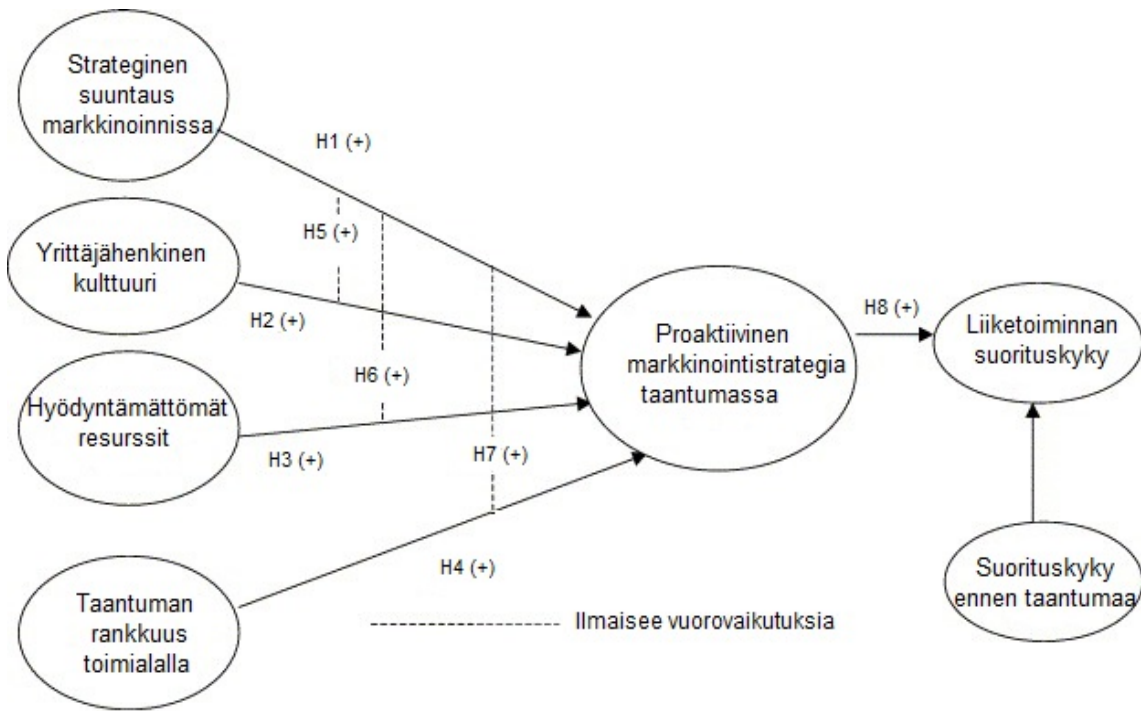 Strateginen
suuntaus
markkinoinnissa
H1 (+)
Yrittäjähenkinen
kulttuuri
H5 (+)
H2 (+)
Hyödyntämättömät
resurssit
H6 (+)
H3 (+)
H7 (+)
Taantuman
rankkuus
toimialalla
H4 (+)
Proaktiivinen
markkinointistrategia
taantumassa
H8 (+)
Liiketoiminnan
suorituskyky
Suorituskyky
ennen taantumaa
Ilmaisee vuorovaikutuksia